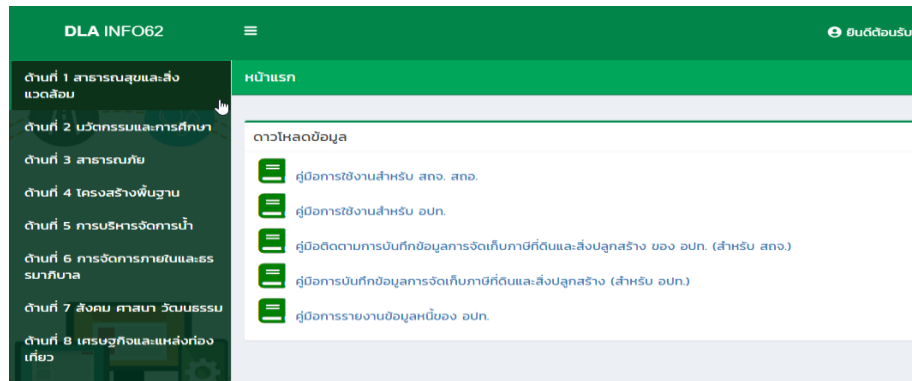 DLA INFO62
ยินดีต้อนรับ
ด้านที่ 1 สาธารณสุขและสิ่ง
แวดล้อม
ด้านที่ 2 นวัตกรรมและการศึกษา
ด้านที่ 3 สาธารณภัย
ด้านที่ 4 โครงสร้างพื้นฐาน
ด้านที่ 5 การบริหารจัดการน้ำ
ด้านที่ 6 การจัดการภายในและธร
รมาภิบาล
ด้านที่ 7 สังคม ศาสนา วัฒนธรรม
ด้านที่ 8 เศรษฐกิจและแหล่งท่อง
เที่ยว
หน้าแรก
ดาวโหลดข้อมูล
คู่มือการใช้งานสำหรับ สถจ. สถอ.
คู่มือการใช้งานสำหรับ อปท.
คู่มือติดตามการบันทึกข้อมูลการจัดเก็บภาษีที่ดินและสิ่งปลูกสร้าง ของ อปท. (สำหรับ สถจ.)
คู่มือการบันทึกข้อมูลการจัดเก็บภาษีที่ดินและสิ่งปลูกสร้าง (สำหรับ อปท.)
คู่มือการรายงานข้อมูลหนี้ของ อปท.